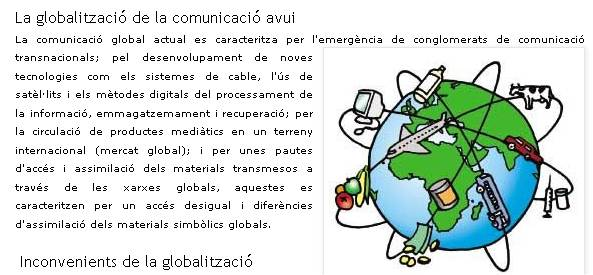 La globalització de la comunicació avui
La comunicació global actual es caracteritza per l'emergència de conglomerats de comunicació
transnacionals; pel desenvolupament de noves
tecnologies com els sistemes de cable, l'ús de
satèl·lits i els mètodes digitals del processament de
la informació, emmagatzemament i recuperació; per
la circulació de productes mediàtics en un terreny
internacional (mercat global); i per unes pautes
d'accés i assimilació dels materials transmesos a
través de les xarxes globals, aquestes es
caracteritzen per un accés desigual i diferències
d'assimilació dels materials simbòlics globals.
Inconvenients de la globalització